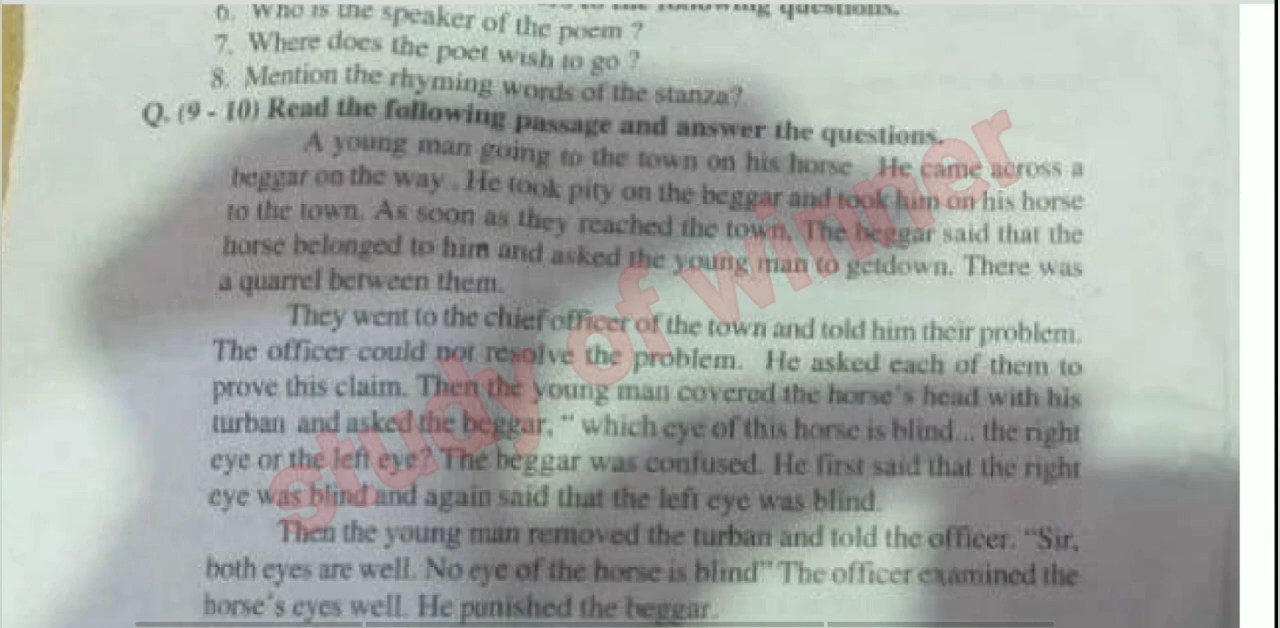 to the following questions.
6. Who is the speaker of the poem ?
7. Where does the poet wish to go ?
8. Mention the rhyming words of the stanza?
Q. (9 - 10) Read the following passage and answer the questions.
A young man going to the town on his horse . He came across a
beggar on the way . He took pity on the beggar and took him on his horse
to the town. As soon as they reached the town, The beggar said that the
horse belonged to him and asked the young man to getdown. There was
a quarrel between them.
They went to the chief officer of the town and told him their problem.
The officer could not resolve the problem. He asked each of them to
prove this claim. Then the young man covered the horse's head with his
turban and asked the beggar, " which eye of this horse is blind... the right
eye or the left eye? The beggar was confused. He first said that the right
eye was blind and again said that the left eye was blind.
Then the young man removed the turban and told the officer. "Sir,
both eyes are well. No eye of the horse is blind" The officer examined the
horse's eyes well. He punished the beggar.
study of winner